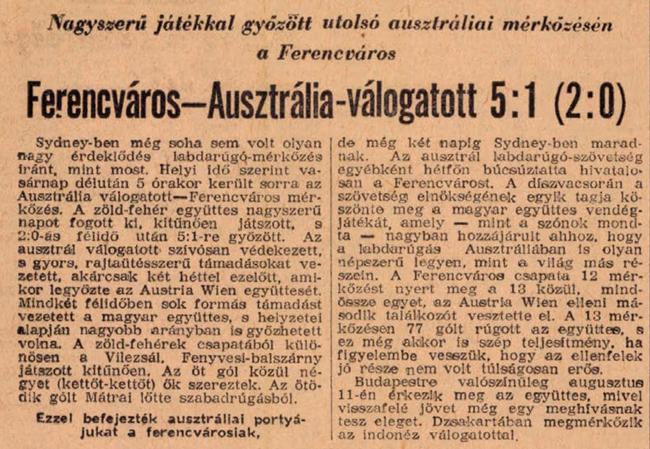 Nagyszerű játékkal győzött utolsó ausztráliai mérkőzésén
a Ferencváros
Ferencváros—Ausztrália-válogatott 5:1 (2:0)
Sydney-ben még soha sem volt olyan
nagy érdeklődés labdarúgó-mérkőzés
iránt, mint most. Helyi idő szerint va-
sárnap délután 5 órakor került sorra az
Ausztrália válogatott—Ferencváros mér-
kőzés. A zöld-fehér együttes nagyszerű
napot fogott ki, kitűnően játszott, s
2:0-ás félidő után 5:1-re győzött. Az
ausztrál válogatott szívósan védekezett,
s gyors, rajtaütésszerű támadásokat ve-
zetett, akárcsak két héttel ezelőtt, ami-
kor legyőzte az Austria Wien együttesét.
Mindkét félidőben sok formás támadást
vezetett a magyar együttes, s helyzetei
alapján nagyobb arányban is győzhetett
volna. A zöld-fehérek csapatából külö-
nösen a Vilezsál, Fenyvesi-balszárny
játszott kitűnően. Az öt gól közül né-
gyet (kettőt-kettőt) ők szereztek. Az ötö-
dik gólt Mátrai lőtte szabadrúgásból.
Ezzel befejezték ausztráliai portyá-
jukat a ferencvárosiak,
de még két napig Sydney-ben marad-
nak. Az ausztrál labdarúgó-szövetség
egyébként hétfőn búcsúztatta hivatalo-
san a Ferencvárost. A díszvacsorán a
szövetség elnökségének egyik tagja kö-
szönte meg a magyar együttes vendég-
játékát, amely — mint a szónok mond-
ta — nagyban hozzájárult ahhoz, hogy
a labdarúgás Ausztráliában is olyan
népszerű legyen, mint a világ más ré-
szein. A Ferencváros csapata 12 mér-
kőzést nyert meg a 13 közül, mind-
össze egyet, az Austria Wien elleni má-
sodik találkozót vesztette el. A 13 mér-
kőzésen 77 gólt rúgott az együttes, s
ez még akkor is szép teljesítmény, ha
figyelembe vesszük, hogy az ellenfelek
jó része nem volt túlságosan erős.
Budapestre valószínűleg augusztus
11-én érkezik meg az együttes, mivel
visszafelé jövet még egy meghívásnak
tesz eleget. Dzsakartában megmérkőzik
az indonéz válogatottal.